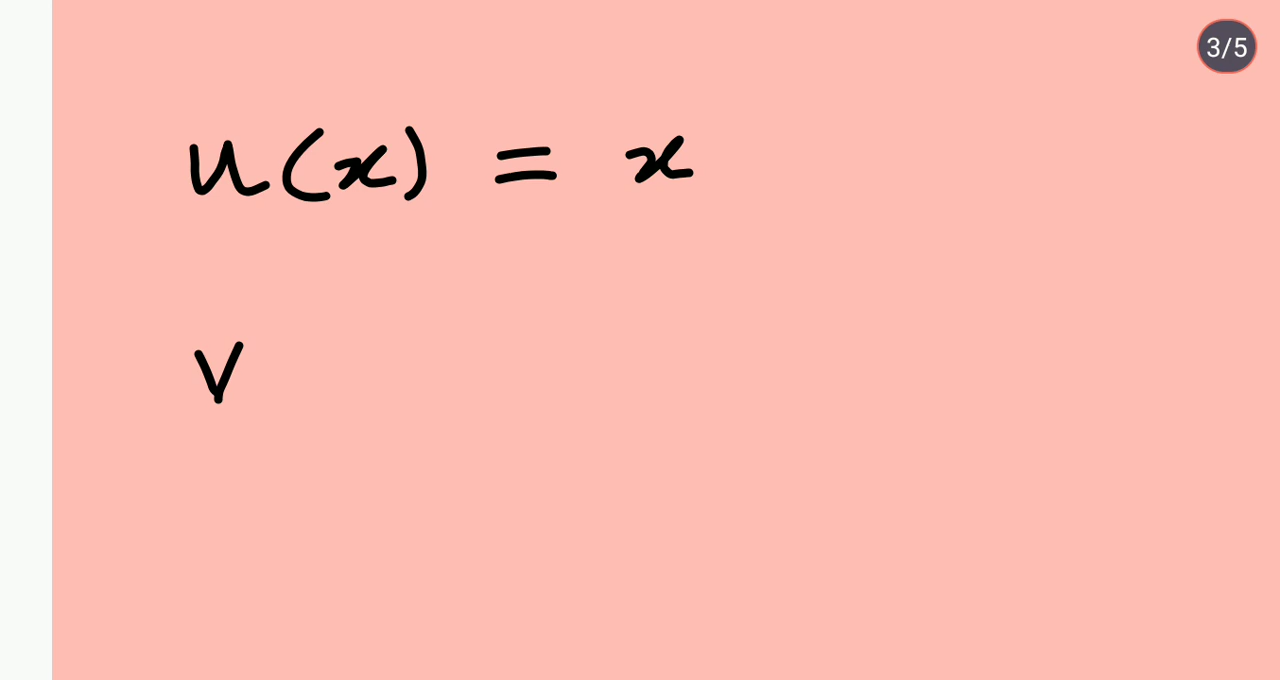 3/5
u(x) = x
v